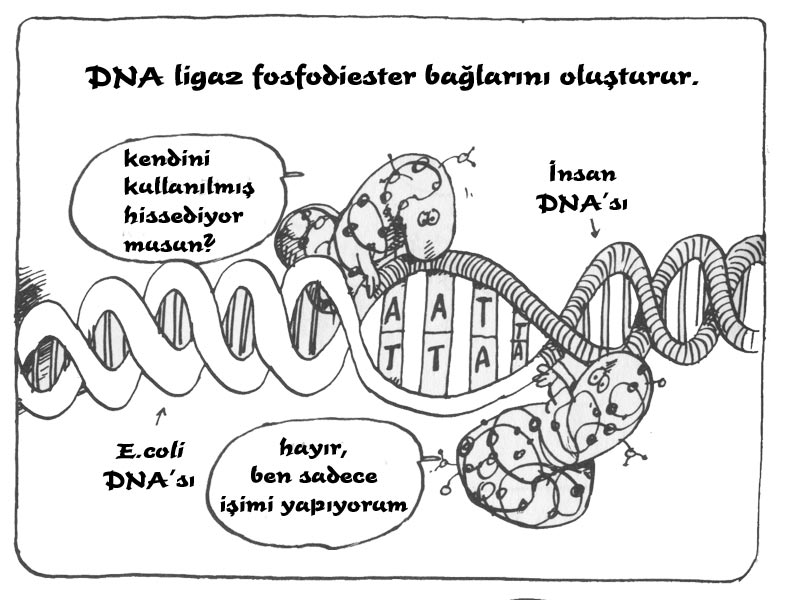 DNA ligaz fosfodiester bağlarını oluşturur.
kendini
kullanılmış
hissediyor
musun?
İnsan
DNA'sı
A A T T
T T A A
E.coli
DNA'sı
hayır,
ben sadece
işimi yapıyorum